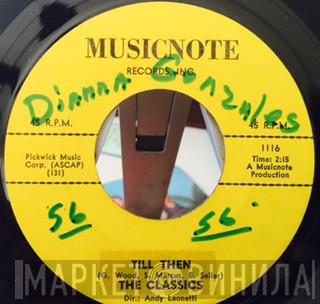 MUSICNOTE
RECORDS, INC.
Dianna Gonzales
45 R.P.M.
45 R.P.M.
Pickwick Music
Corp. (ASCAP)
(131)
1116
Time: 2:15
A Musicnote
Production
56
56
TILL THEN
(G. Wood, S. Marcus, E. Seiler)
THE CLASSICS
Dir.: Andy Leonetti
МАРКЕТ ВИНИЛА